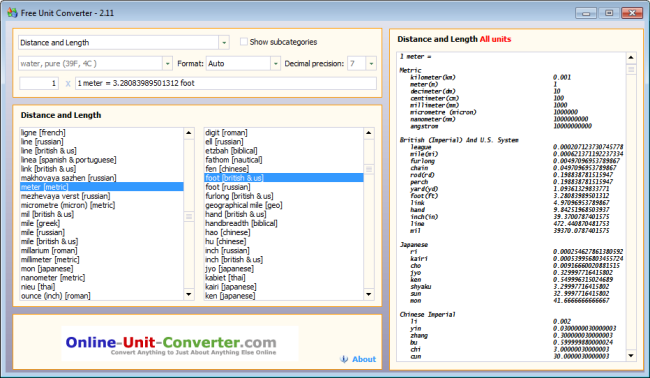 Free Unit Converter - 2.11
Distance and Length
Show subcategories
water, pure (39F, 4C )
Format: Auto
Decimal precision: 7
1 x 1 meter = 3.28083989501312 foot
Distance and Length
ligne [french]
line [russian]
line [british & us]
linea [spanish & portuguese]
link [british & us]
makhovaya sazhen [russian]
meter [metric]
mezhevaya verst [russian]
micrometre (micron) [metric]
mil [british & us]
mile [greek]
mile [russian]
mile [british & us]
millarium [roman]
millimeter [metric]
mon [japanese]
nanometer [metric]
nieu [thai]
ounce (inch) [roman]
digit [roman]
ell [british & us]
etzbah [biblical]
fathom [nautical]
fen [chinese]
foot [british & us]
foot [russian]
furlong [british & us]
geographical mile [geo]
hand [british & us]
handbreadth [biblical]
hao [chinese]
hu [chinese]
inch [russian]
inch [british & us]
jyo [japanese]
kabiet [thai]
kairi [japanese]
ken [japanese]
Online-Unit-Converter.com
Convert Anything to Just About Anything Else Online
About
Distance and Length All units
1 meter =
Metric
kilometer(km) 0.001
meter(m) 1
decimeter(dm) 10
centimeter(cm) 100
millimeter(mm) 1000
micrometre (micron) 1000000
nanometer(nm) 1000000000
angstrom 10000000000
British (Imperial) And U.S. System
league 0.000207123730745778
mile(mi) 0.000621371192237334
furlong 0.00497096953789867
chain 0.0497096953789867
rod(rd) 0.198838781515947
perch 0.198838781515947
yard(yd) 1.0936132983771
foot(ft) 3.28083989501312
link 4.97096953789867
hand 9.84251968503937
inch(in) 39.3700787401575
line 472.440870481753
mil 39370.0787401575
Japanese
ri 0.000254627861380592
kairi 0.000539956803455724
cho 0.00916660020881515
jyo 0.329997716415802
ken 0.549996315024689
shyaku 3.29997716415802
sun 32.9997716415802
mon 41.6666666666667
Chinese Imperial
li 0.002
yin 0.0300000030000003
zhang 0.300000030000003
bu 0.599999880000024
chi 3.00000030000003
cun 30.0000030000003